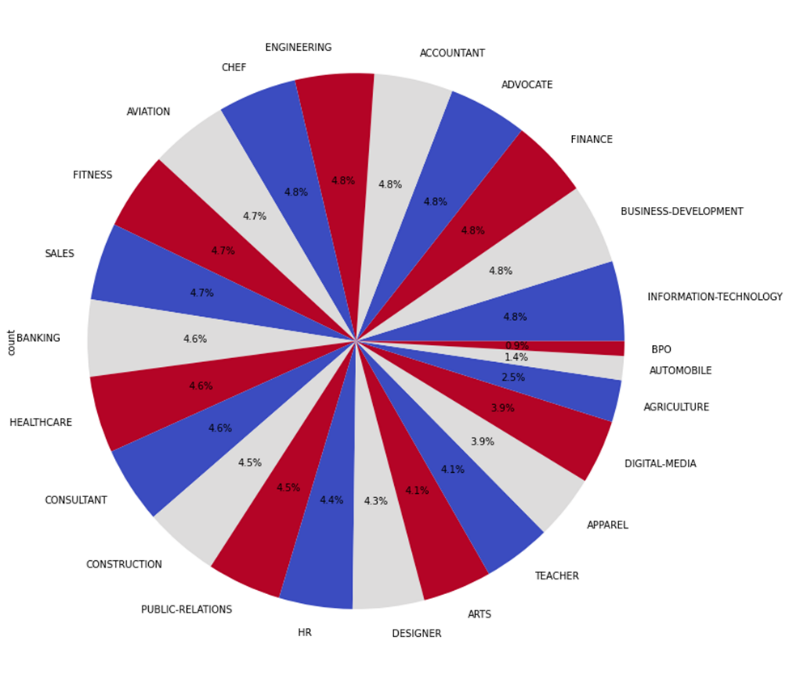 ENGINEERING
ACCOUNTANT
CHEF
ADVOCATE
AVIATION
FINANCE
FITNESS
BUSINESS-DEVELOPMENT
SALES
INFORMATION-TECHNOLOGY
BANKING
BPO
AUTOMOBILE
HEALTHCARE
AGRICULTURE
CONSULTANT
DIGITAL-MEDIA
CONSTRUCTION
APPAREL
PUBLIC-RELATIONS
TEACHER
HR
DESIGNER
ARTS
count
4.8%
4.8%
4.8%
4.8%
4.8%
4.8%
4.8%
4.7%
4.7%
4.7%
4.6%
4.6%
4.6%
4.5%
4.5%
4.4%
4.3%
4.1%
4.1%
3.9%
3.9%
2.5%
1.4%
0.9%